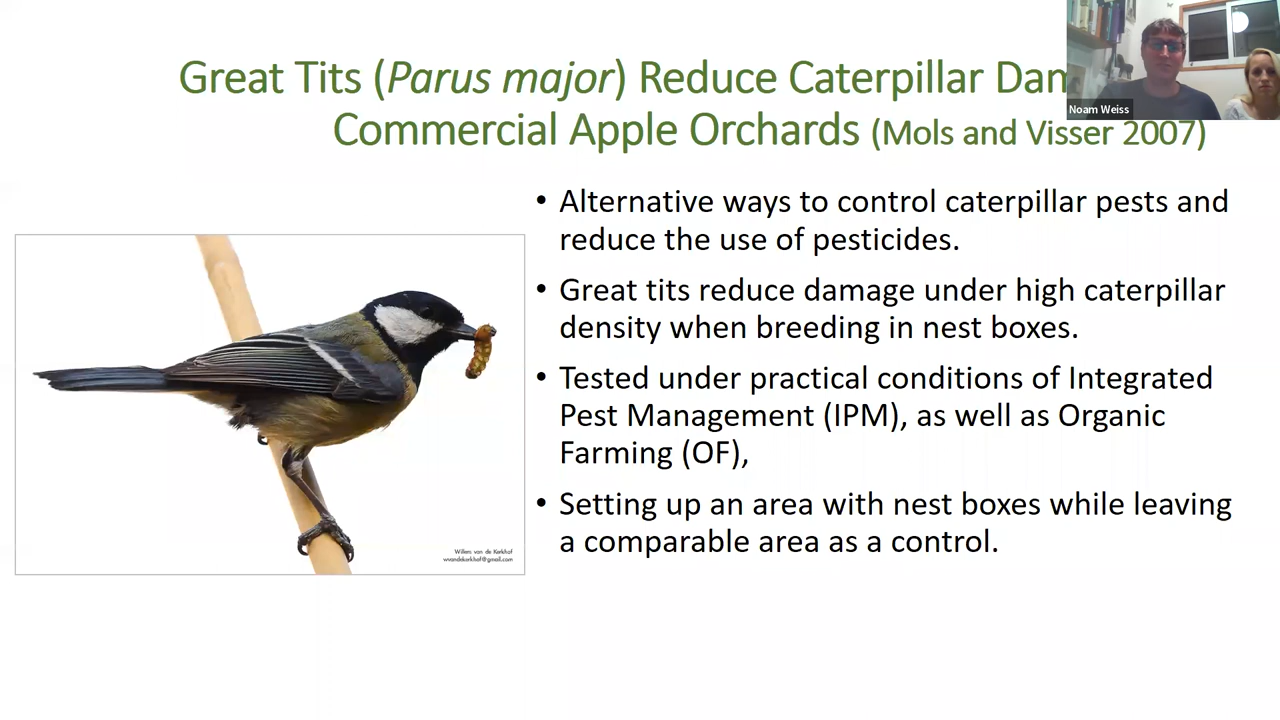 Great Tits (Parus major) Reduce Caterpillar Dam
Noam Weiss
Commercial Apple Orchards (Mols and Visser 2007)
• Alternative ways to control caterpillar pests and
reduce the use of pesticides.
• Great tits reduce damage under high caterpillar
density when breeding in nest boxes.
• Tested under practical conditions of Integrated
Pest Management (IPM), as well as Organic
Farming (OF),
• Setting up an area with nest boxes while leaving
a comparable area as a control.
Willem van de Kerkhof
wvandekerkhof@gmail.com